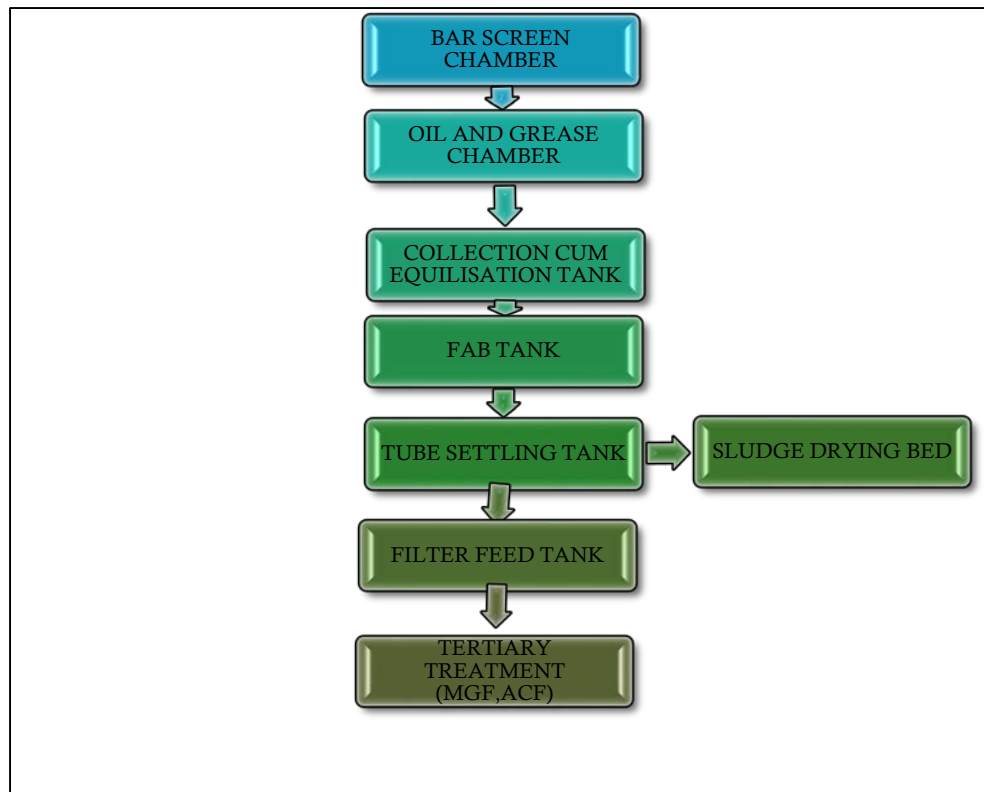 BAR SCREEN
CHAMBER
OIL AND GREASE
CHAMBER
COLLECTION CUM
EQUILISATION TANK
FAB TANK
TUBE SETTLING TANK
SLUDGE DRYING BED
FILTER FEED TANK
TERTIARY
TREATMENT
(MGF,ACF)